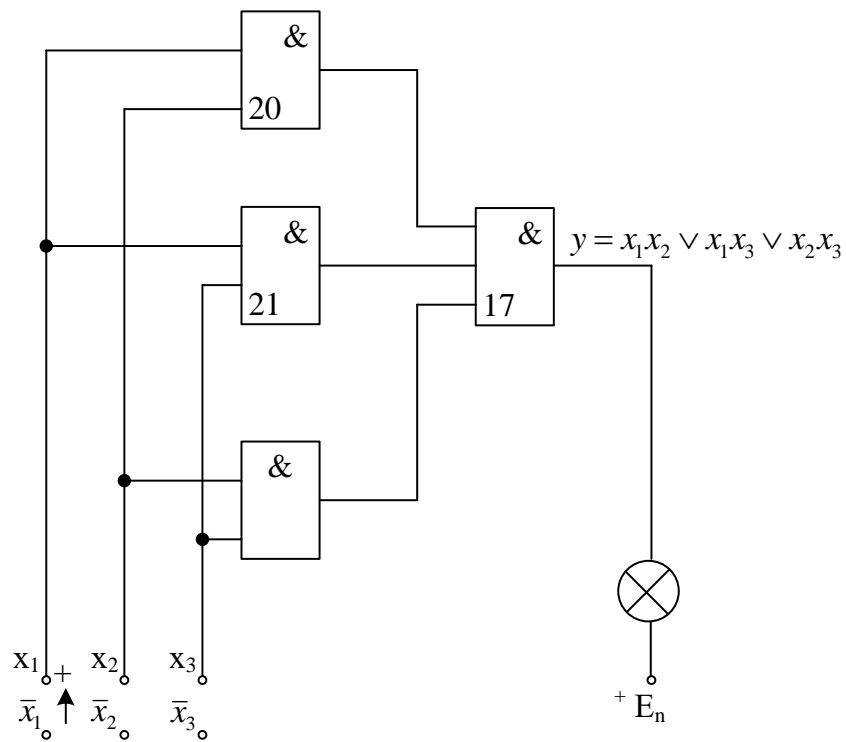 &
20
&
21
&
17
y = x₁x₂ ∨ x₁x₃ ∨ x₂x₃
&
x₁ + x₂ x₃
x̅₁ x̅₂ x̅₃
+ Eₙ